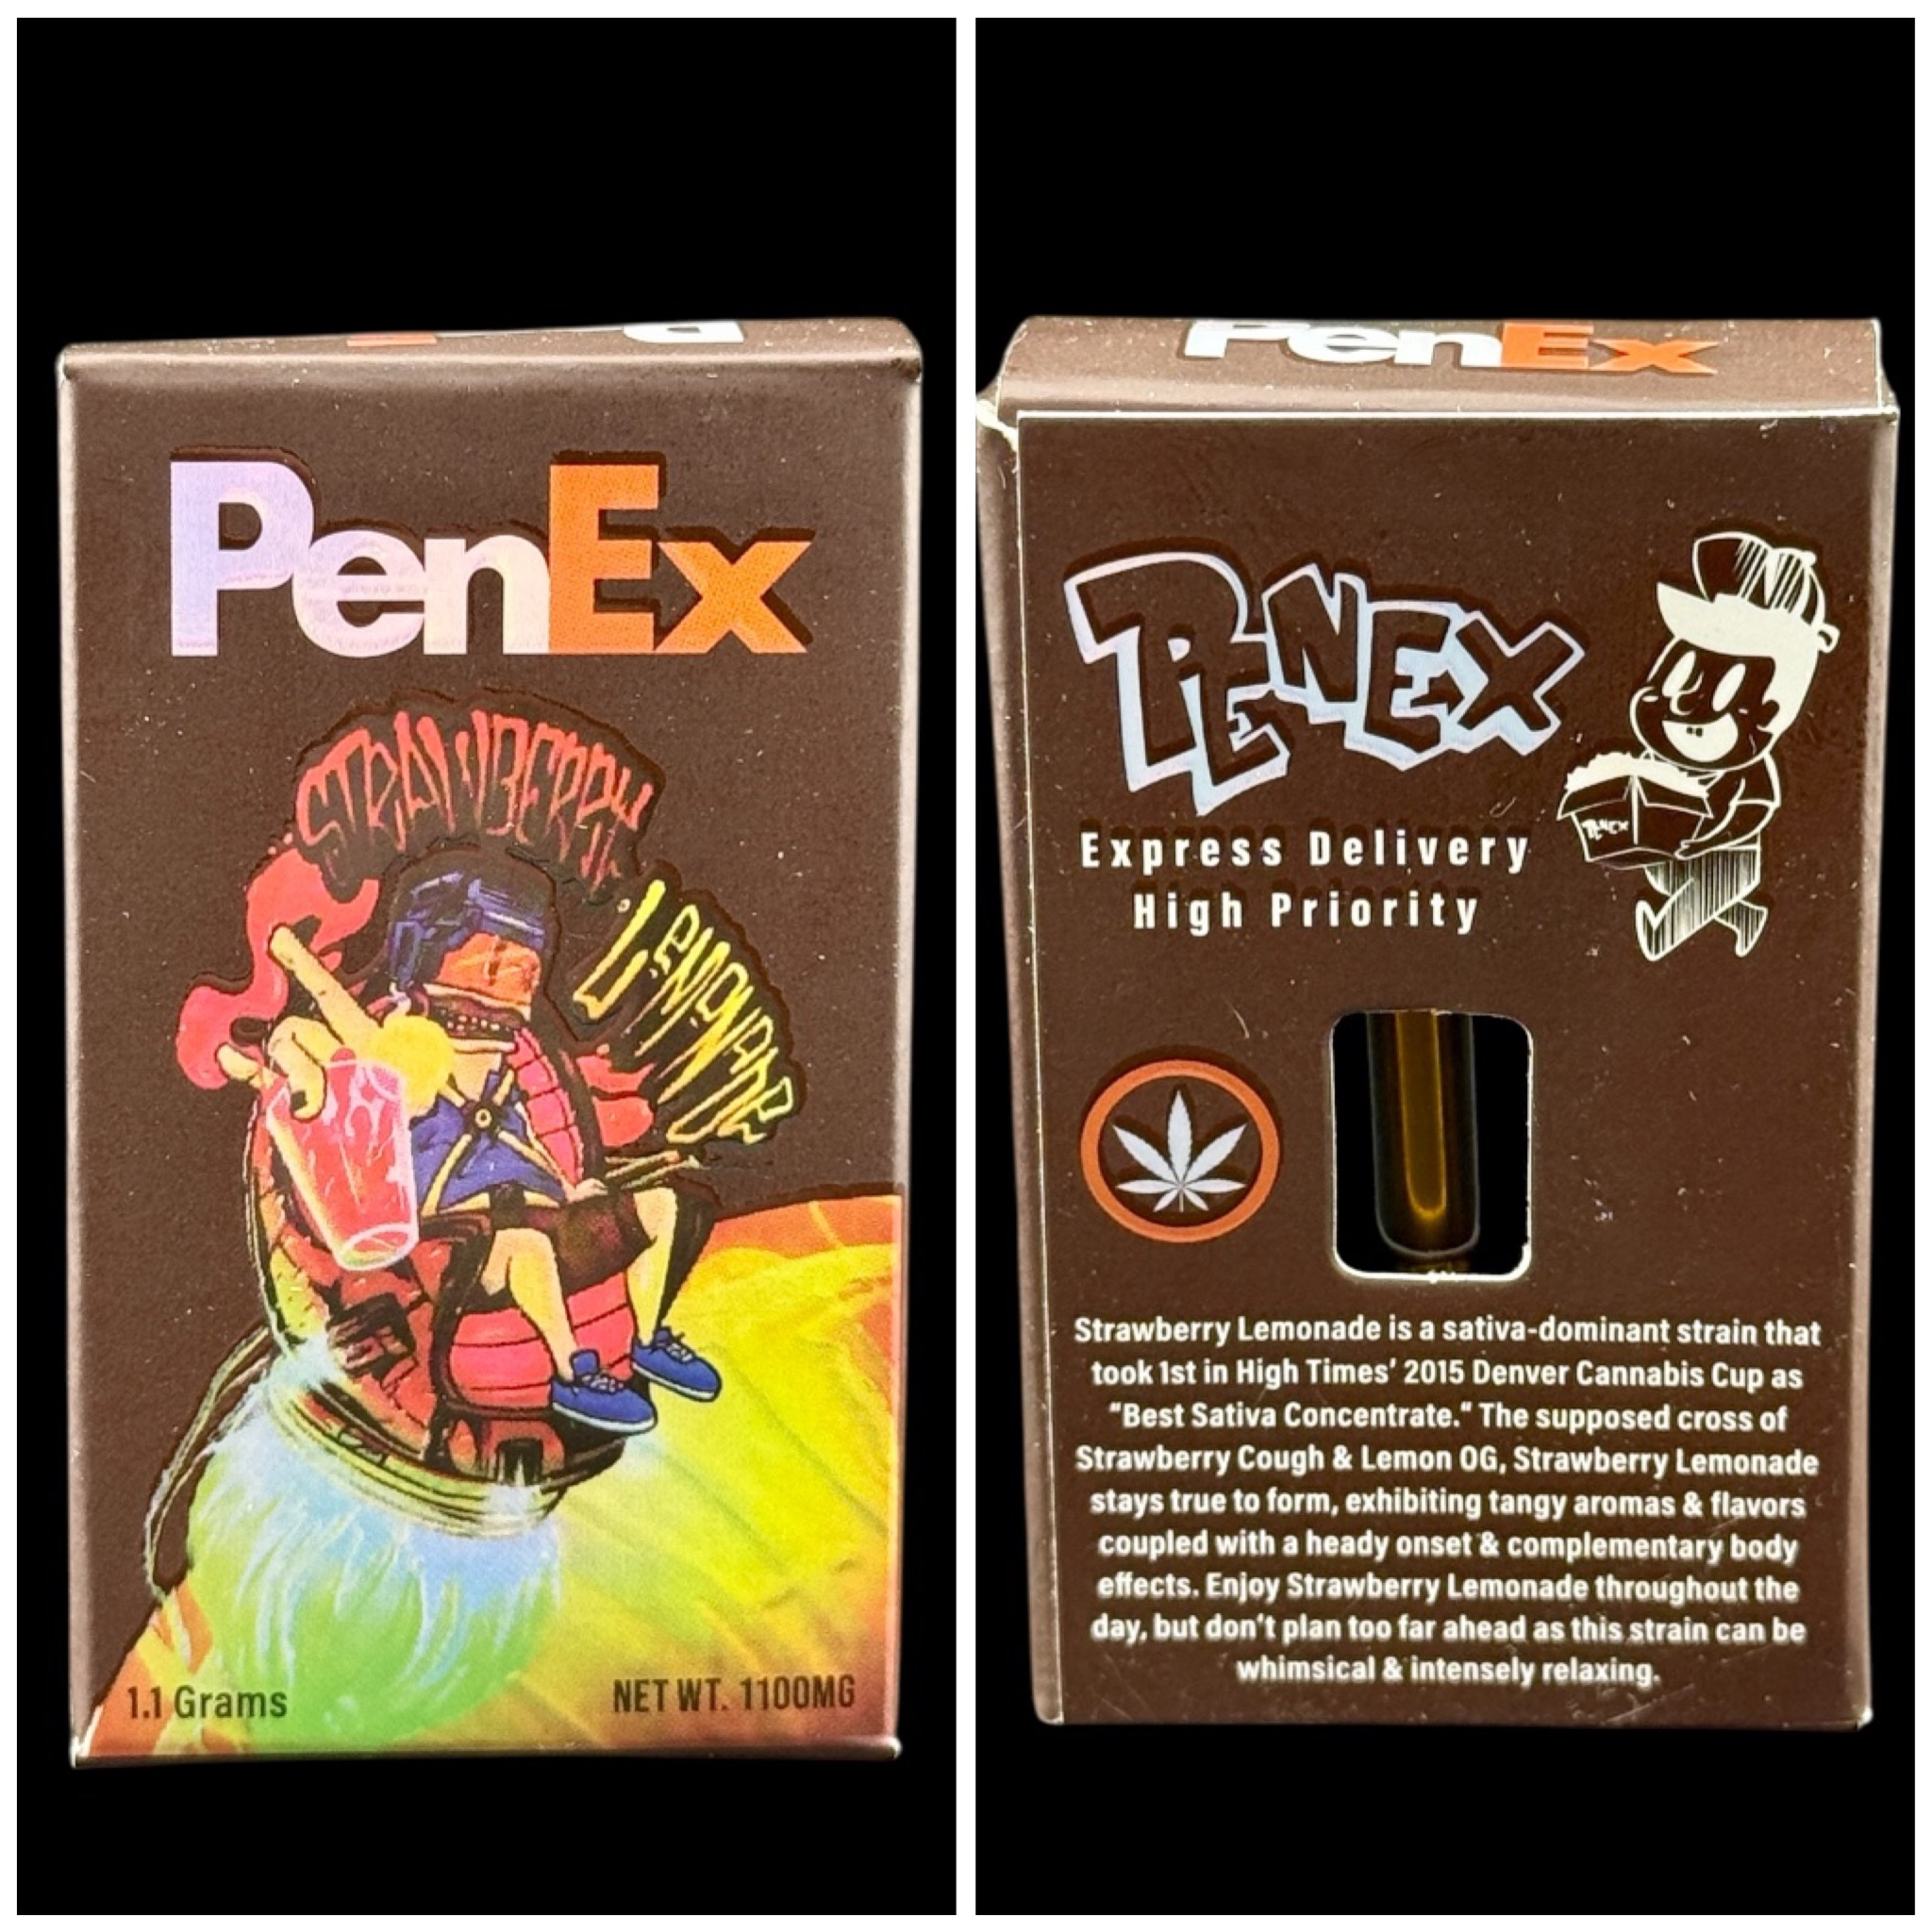 PenEx
STRAWBERRY
LEMONADE
1.1 Grams
NET WT. 1100MG
PenEx
PENEX
Express Delivery
High Priority
PENEX
Strawberry Lemonade is a sativa-dominant strain that
took 1st in High Times’ 2015 Denver Cannabis Cup as
"Best Sativa Concentrate." The supposed cross of
Strawberry Cough & Lemon OG, Strawberry Lemonade
stays true to form, exhibiting tangy aromas & flavors
coupled with a heady onset & complementary body
effects. Enjoy Strawberry Lemonade throughout the
day, but don’t plan too far ahead as this strain can be
whimsical & intensely relaxing.